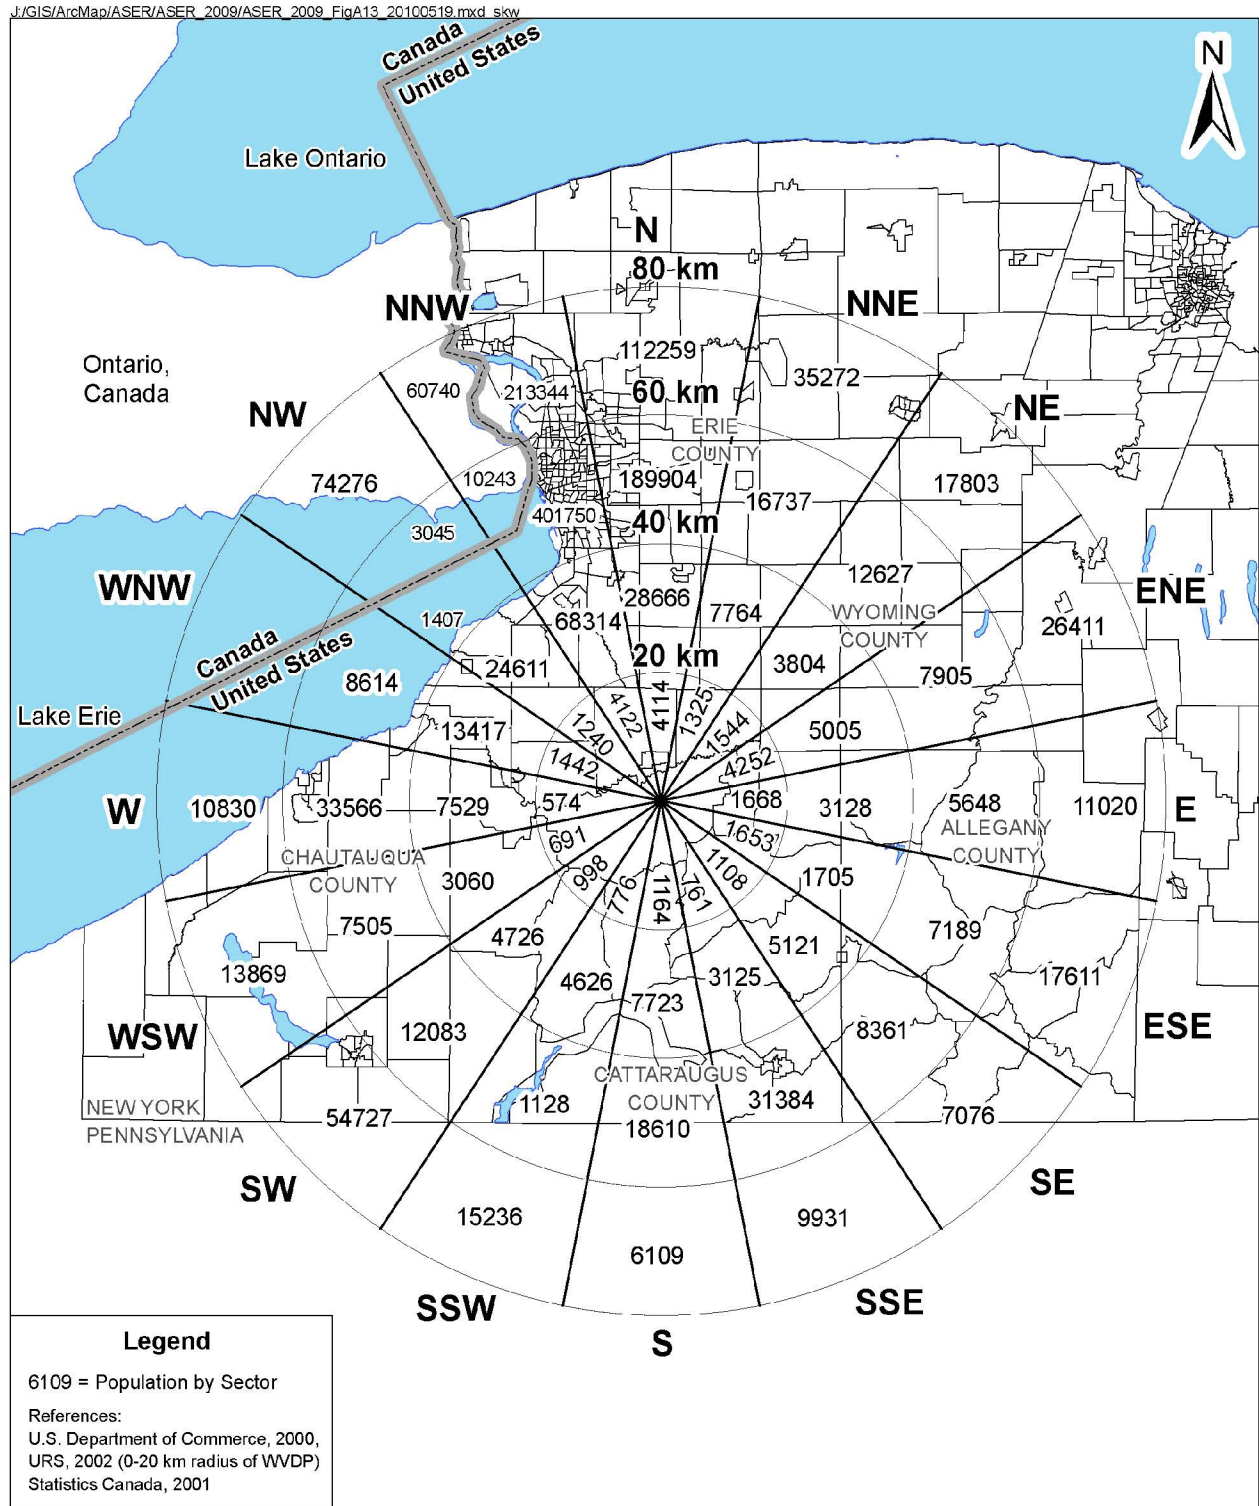 J:/GIS/ArcMap/ASER/ASER_2009/ASER_2009_FigA13_20100519.mxd skw
Canada
United States
N
Lake Ontario
N
80 km
NNW
NNE
Ontario,
Canada
112259
35272
60740
213344
60 km
NW
NE
ERIE
COUNTY
74276
10243
189904
16737
17803
3045
401750
40 km
WNW
12627
ENE
28666
7764
WYOMING
COUNTY
1407
68314
26411
Canada
United States
24611
20 km
3804
7905
8614
Lake Erie
4122
4114
1325
13417
1240
1544
5005
1442
4252
W
10830
33566
7529
574
1668
3128
5648
11020
E
691
1653
ALLEGANY
COUNTY
CHAUTAUQUA
COUNTY
3060
998
776
1194
761
1108
1705
7505
4726
5121
7189
13869
4626
7723
3125
17611
WSW
12083
8361
ESE
CATTARAUGUS
COUNTY
NEW YORK
PENNSYLVANIA
54727
1128
18610
31384
7076
SW
SE
15236
9931
6109
SSW
SSE
S
Legend
6109 = Population by Sector
References:
U.S. Department of Commerce, 2000,
URS, 2002 (0-20 km radius of WVDP)
Statistics Canada, 2001